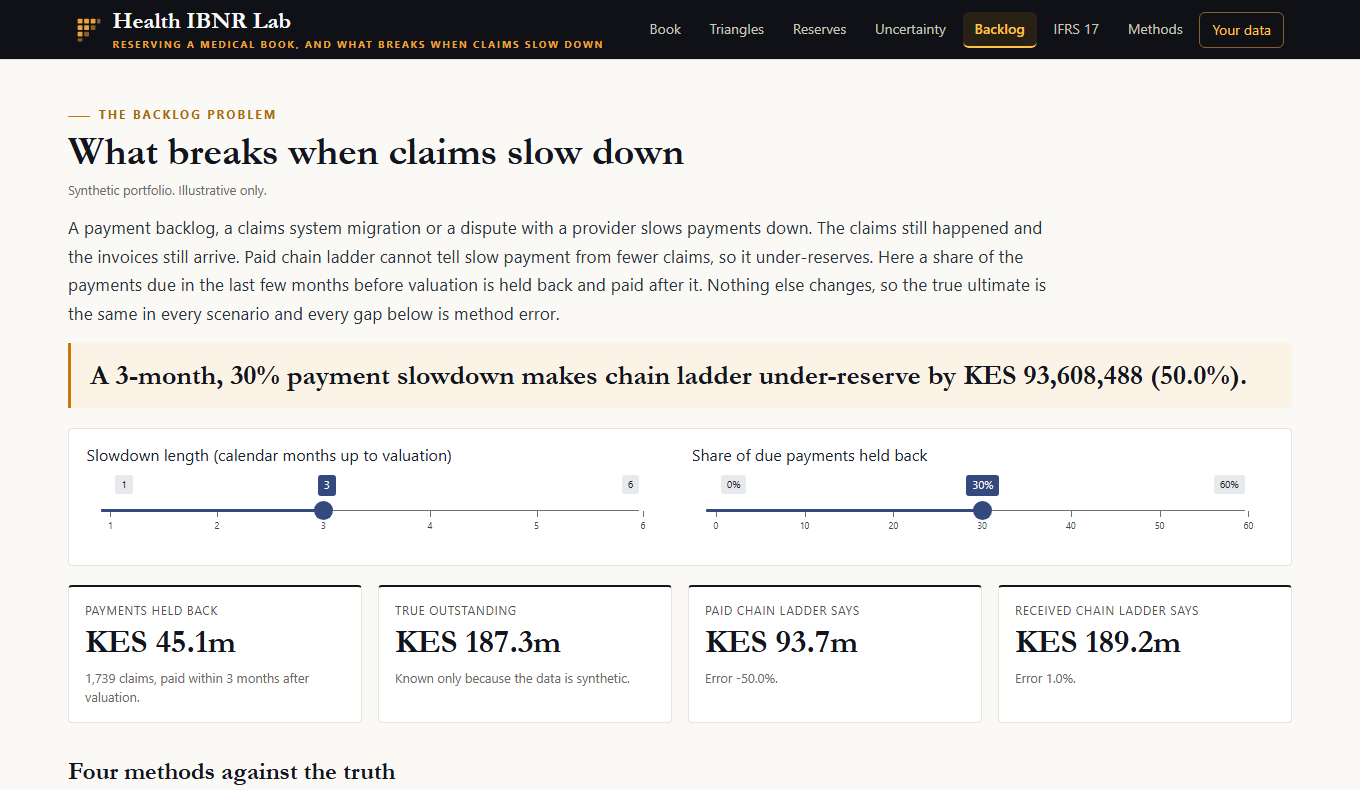 Health IBNR Lab
RESERVING A MEDICAL BOOK, AND WHAT BREAKS WHEN CLAIMS SLOW DOWN
Book Triangles Reserves Uncertainty Backlog IFRS 17 Methods Your data
THE BACKLOG PROBLEM
What breaks when claims slow down
Synthetic portfolio. Illustrative only.
A payment backlog, a claims system migration or a dispute with a provider slows payments down. The claims still happened and
the invoices still arrive. Paid chain ladder cannot tell slow payment from fewer claims, so it under-reserves. Here a share of the
payments due in the last few months before valuation is held back and paid after it. Nothing else changes, so the true ultimate is
the same in every scenario and every gap below is method error.
A 3-month, 30% payment slowdown makes chain ladder under-reserve by KES 93,608,488 (50.0%).
Slowdown length (calendar months up to valuation)
1 3 6
1 2 3 4 5 6
Share of due payments held back
0% 30% 60%
0 10 20 30 40 50 60
PAYMENTS HELD BACK
KES 45.1m
1,739 claims, paid within 3 months after
valuation.
TRUE OUTSTANDING
KES 187.3m
Known only because the data is synthetic.
PAID CHAIN LADDER SAYS
KES 93.7m
Error -50.0%.
RECEIVED CHAIN LADDER SAYS
KES 189.2m
Error 1.0%.
Four methods against the truth